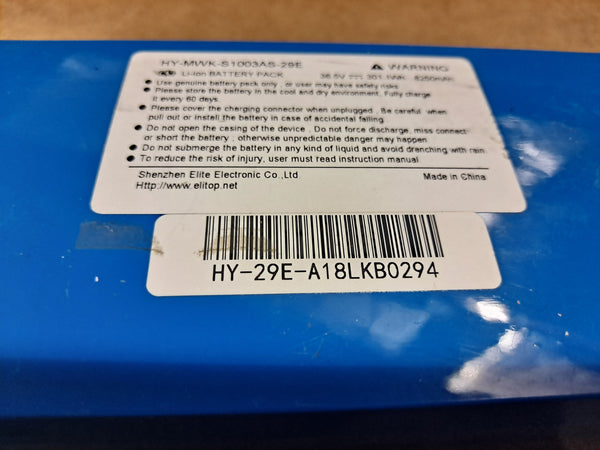 HY-MWK-S1003AS-29E
WARNING
Li-ion BATTERY PACK 36.5V 301.1WK 8250mAh
Use genuine battery pack only , or user may have safety risks
Please store the battery in the cool and dry environment, Fully charge
it every 60 days.
Please cover the charging connector when unplugged , Be careful when
pull out or install the battery in case of accidental falling
Do not open the casing of the device , Do not force discharge, miss connect
or short the battery , otherwise unpredictable danger may happen
Do not submerge the battery in any kind of liquid and avoid drenching with rain
To reduce the risk of injury, user must read instruction manual
Shenzhen Elite Electronic Co.,Ltd Made in China
Http://www.elitop.net
HY-29E-A18LKB0294